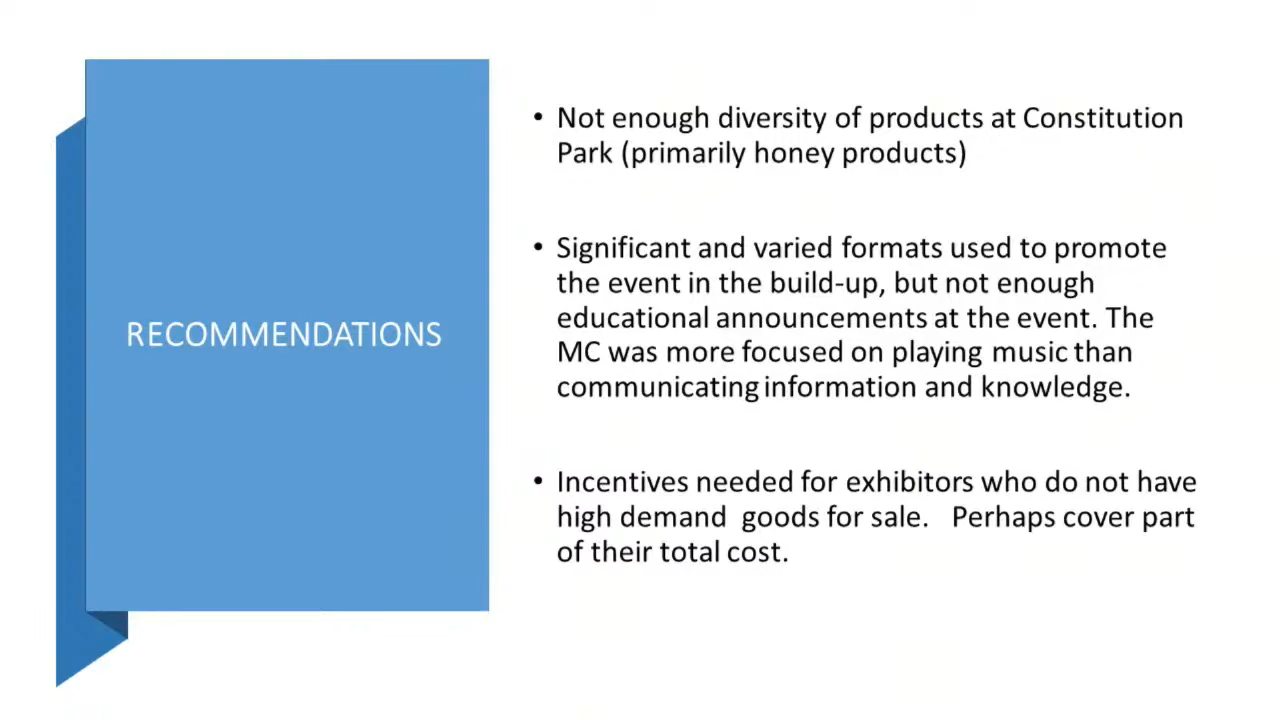 RECOMMENDATIONS
• Not enough diversity of products at Constitution
Park (primarily honey products)
• Significant and varied formats used to promote
the event in the build-up, but not enough
educational announcements at the event. The
MC was more focused on playing music than
communicating information and knowledge.
• Incentives needed for exhibitors who do not have
high demand  goods for sale.   Perhaps cover part
of their total cost.